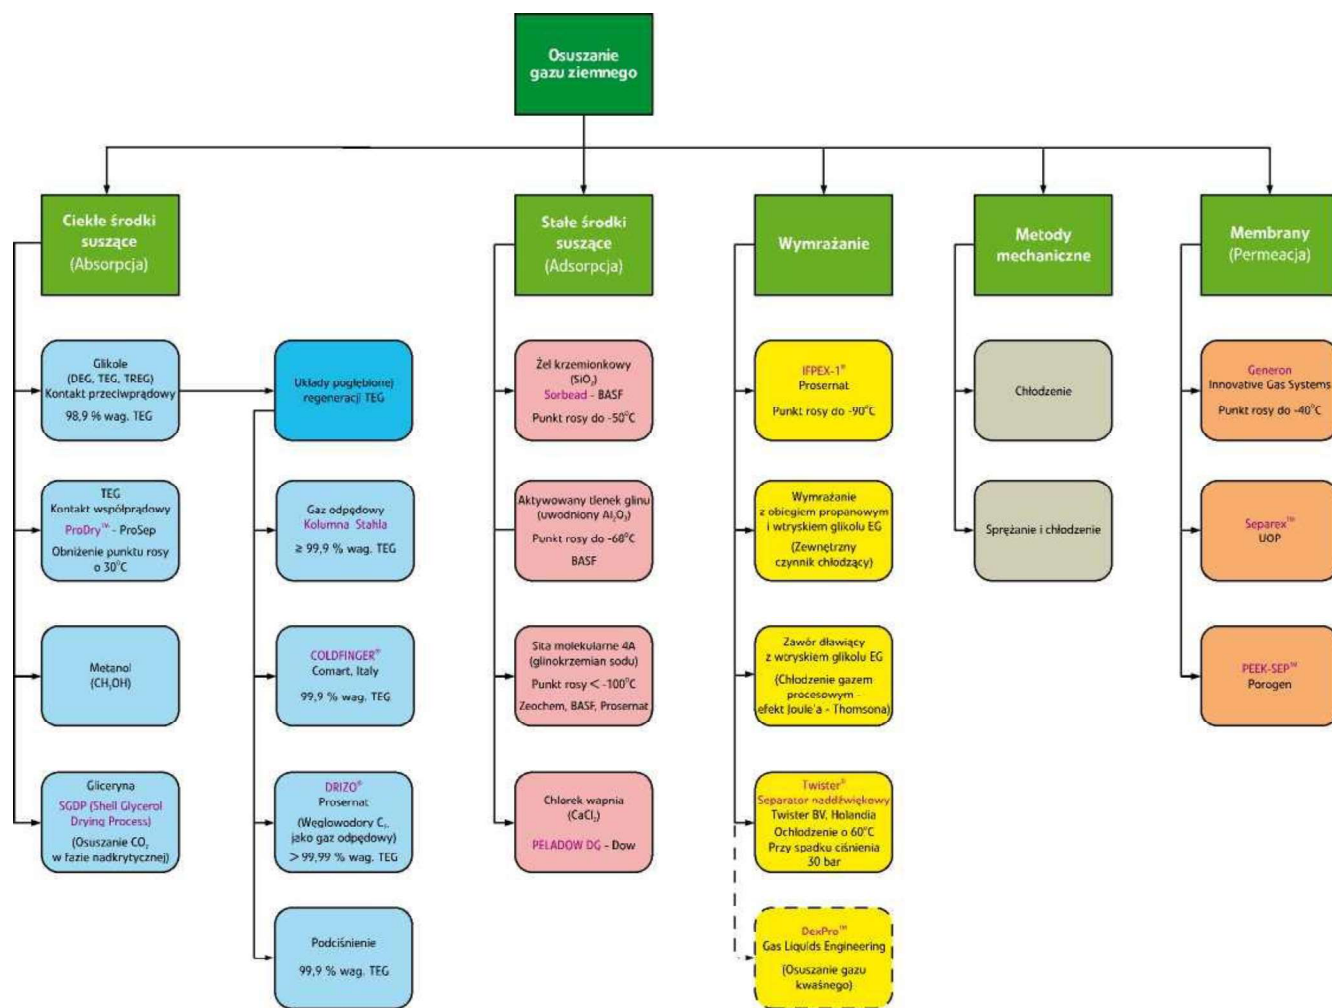 Osuszanie
gazu ziemnego
Ciekłe środki
suszące
(Absorpcja)
Glikole
(DEG, TEG, TREG)
Kontakt przeciwprądowy
98,9 % wag. TEG
TEG
Kontakt współprądowy
ProDry™ - ProSep
Obniżenie punktu rosy
o 30°C
Metanol
(CH₃OH)
Gliceryna
SGDP (Shell Glycerol
Drying Process)
(Osuszanie CO₂
w fazie nadkrytycznej)
Układy pogłębionej
regeneracji TEG
Gaz odpędowy
Kolumna Stahla
≥ 99,9 % wag. TEG
COLDFINGER®
Comart, Italy
99,9 % wag. TEG
DRIZO®
Prosernat
(Węglowodory C₅,
jako gaz odpędowy)
> 99,99 % wag. TEG
Podciśnienie
99,9 % wag. TEG
Stałe środki
suszące
(Adsorpcja)
Żel krzemionkowy
(SiO₂)
Sorbead - BASF
Punkt rosy do -50°C
Aktywowany tlenek glinu
(uwodniony Al₂O₃)
Punkt rosy do -68°C
BASF
Sita molekularne 4A
(glinokrzemian sodu)
Punkt rosy < -100°C
Zeochem, BASF, Prosernat
Chlorek wapnia
(CaCl₂)
PELADOW DG - Dow
Wymrażanie
IFPEX-1®
Prosernat
Punkt rosy do -90°C
Wymrażanie
z obiegiem propanowym
i wtryskiem glikolu EG
(Zewnętrzny
czynnik chłodzący)
Zawór dławiący
z wtryskiem glikolu EG
(Chłodzenie gazem
procesowym -
efekt Joule'a - Thomsona)
Twister®
Separator naddźwiękowy
Twister BV, Holandia
Ochłodzenie o 60°C
Przy spadku ciśnienia
30 bar
DexPro™
Gas Liquids Engineering
(Osuszanie gazu
kwaśnego)
Metody
mechaniczne
Chłodzenie
Sprężanie i chłodzenie
Membrany
(Permeacja)
Generon
Innovative Gas Systems
Punkt rosy do -40°C
Separex™
UOP
PEEK-SEP™
Porogen